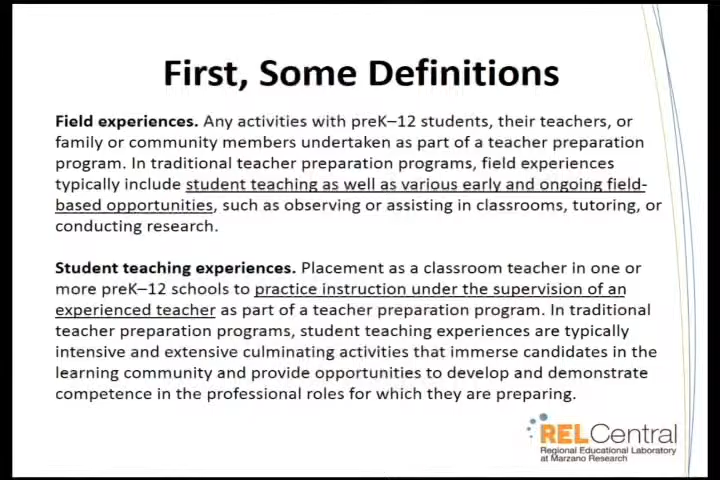 First, Some Definitions
Field experiences. Any activities with preK–12 students, their teachers, or
family or community members undertaken as part of a teacher preparation
program. In traditional teacher preparation programs, field experiences
typically include student teaching as well as various early and ongoing field-
based opportunities, such as observing or assisting in classrooms, tutoring, or
conducting research.
Student teaching experiences. Placement as a classroom teacher in one or
more preK–12 schools to practice instruction under the supervision of an
experienced teacher as part of a teacher preparation program. In traditional
teacher preparation programs, student teaching experiences are typically
intensive and extensive culminating activities that immerse candidates in the
learning community and provide opportunities to develop and demonstrate
competence in the professional roles for which they are preparing.
RELCentral
Regional Educational Laboratory
at Marzano Research